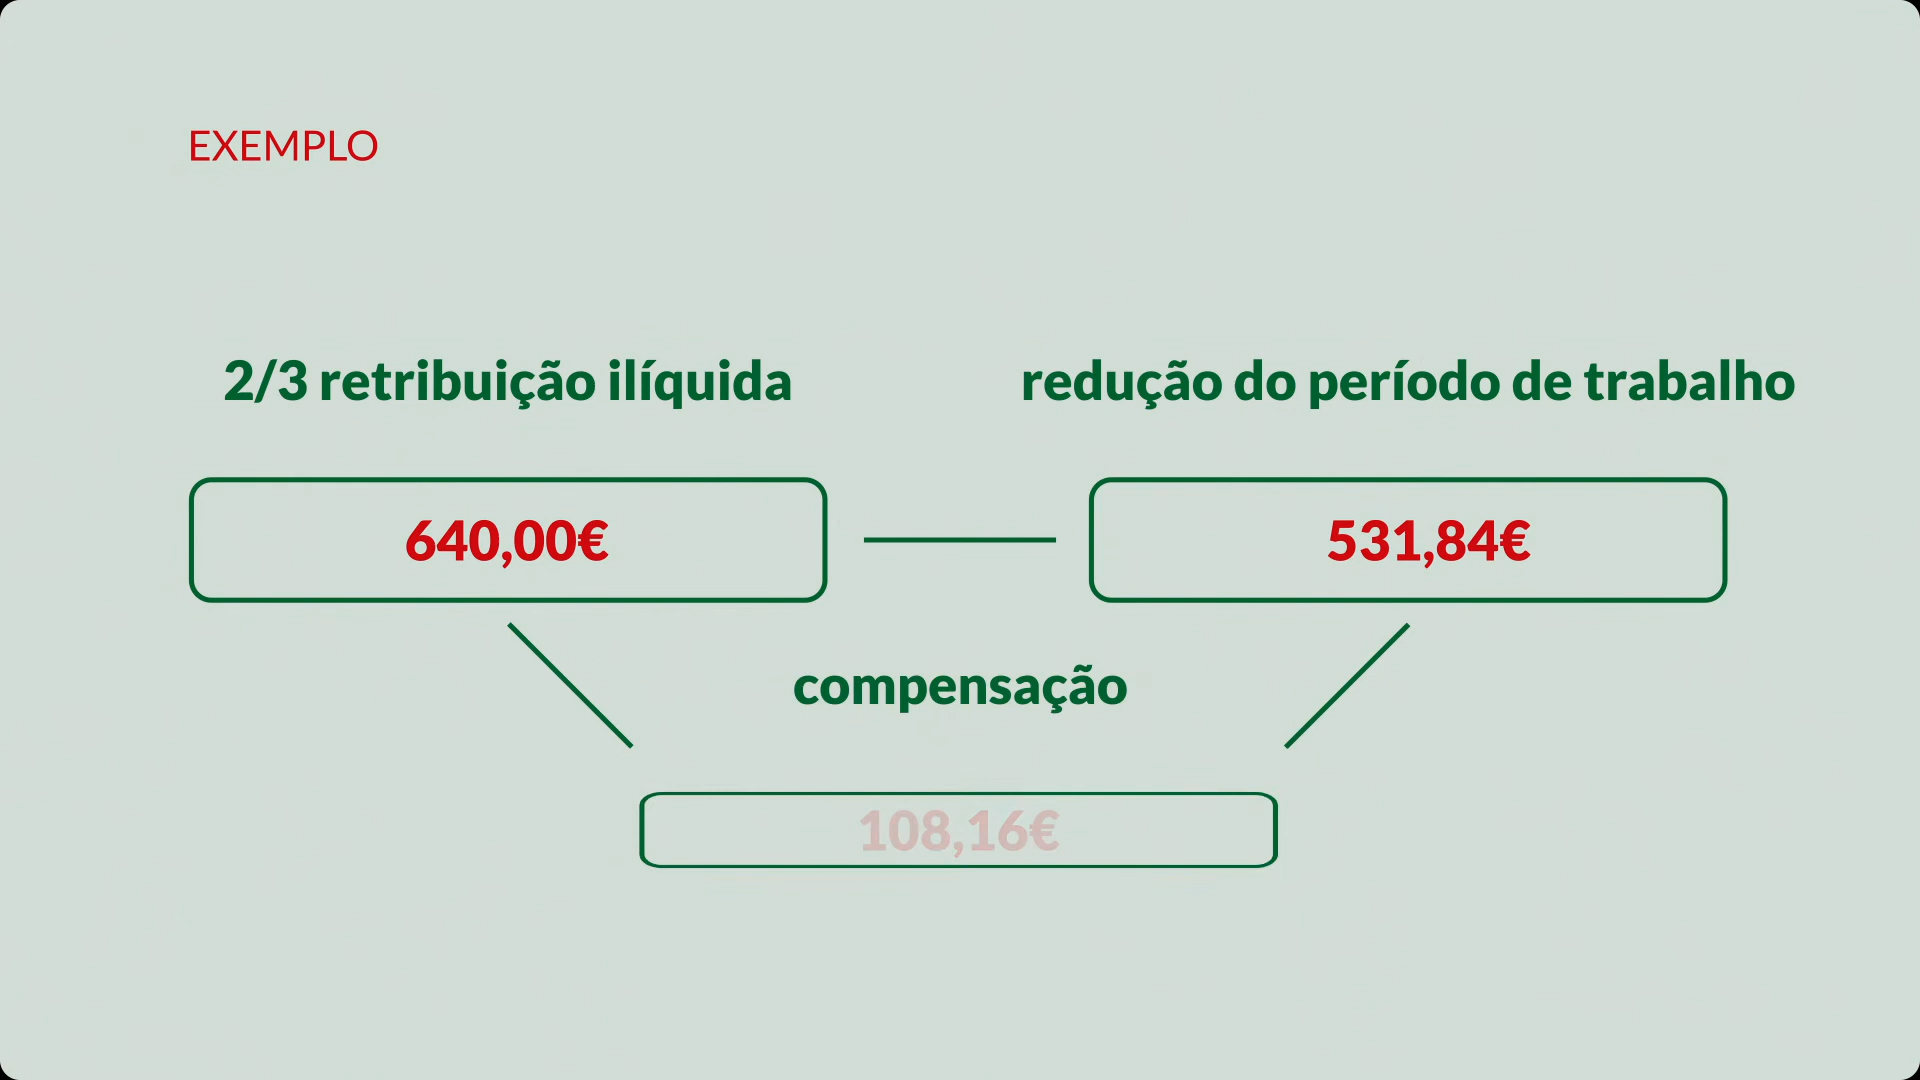 EXEMPLO
2/3 retribuição ilíquida
redução do período de trabalho
640,00€
531,84€
compensação
108,16€